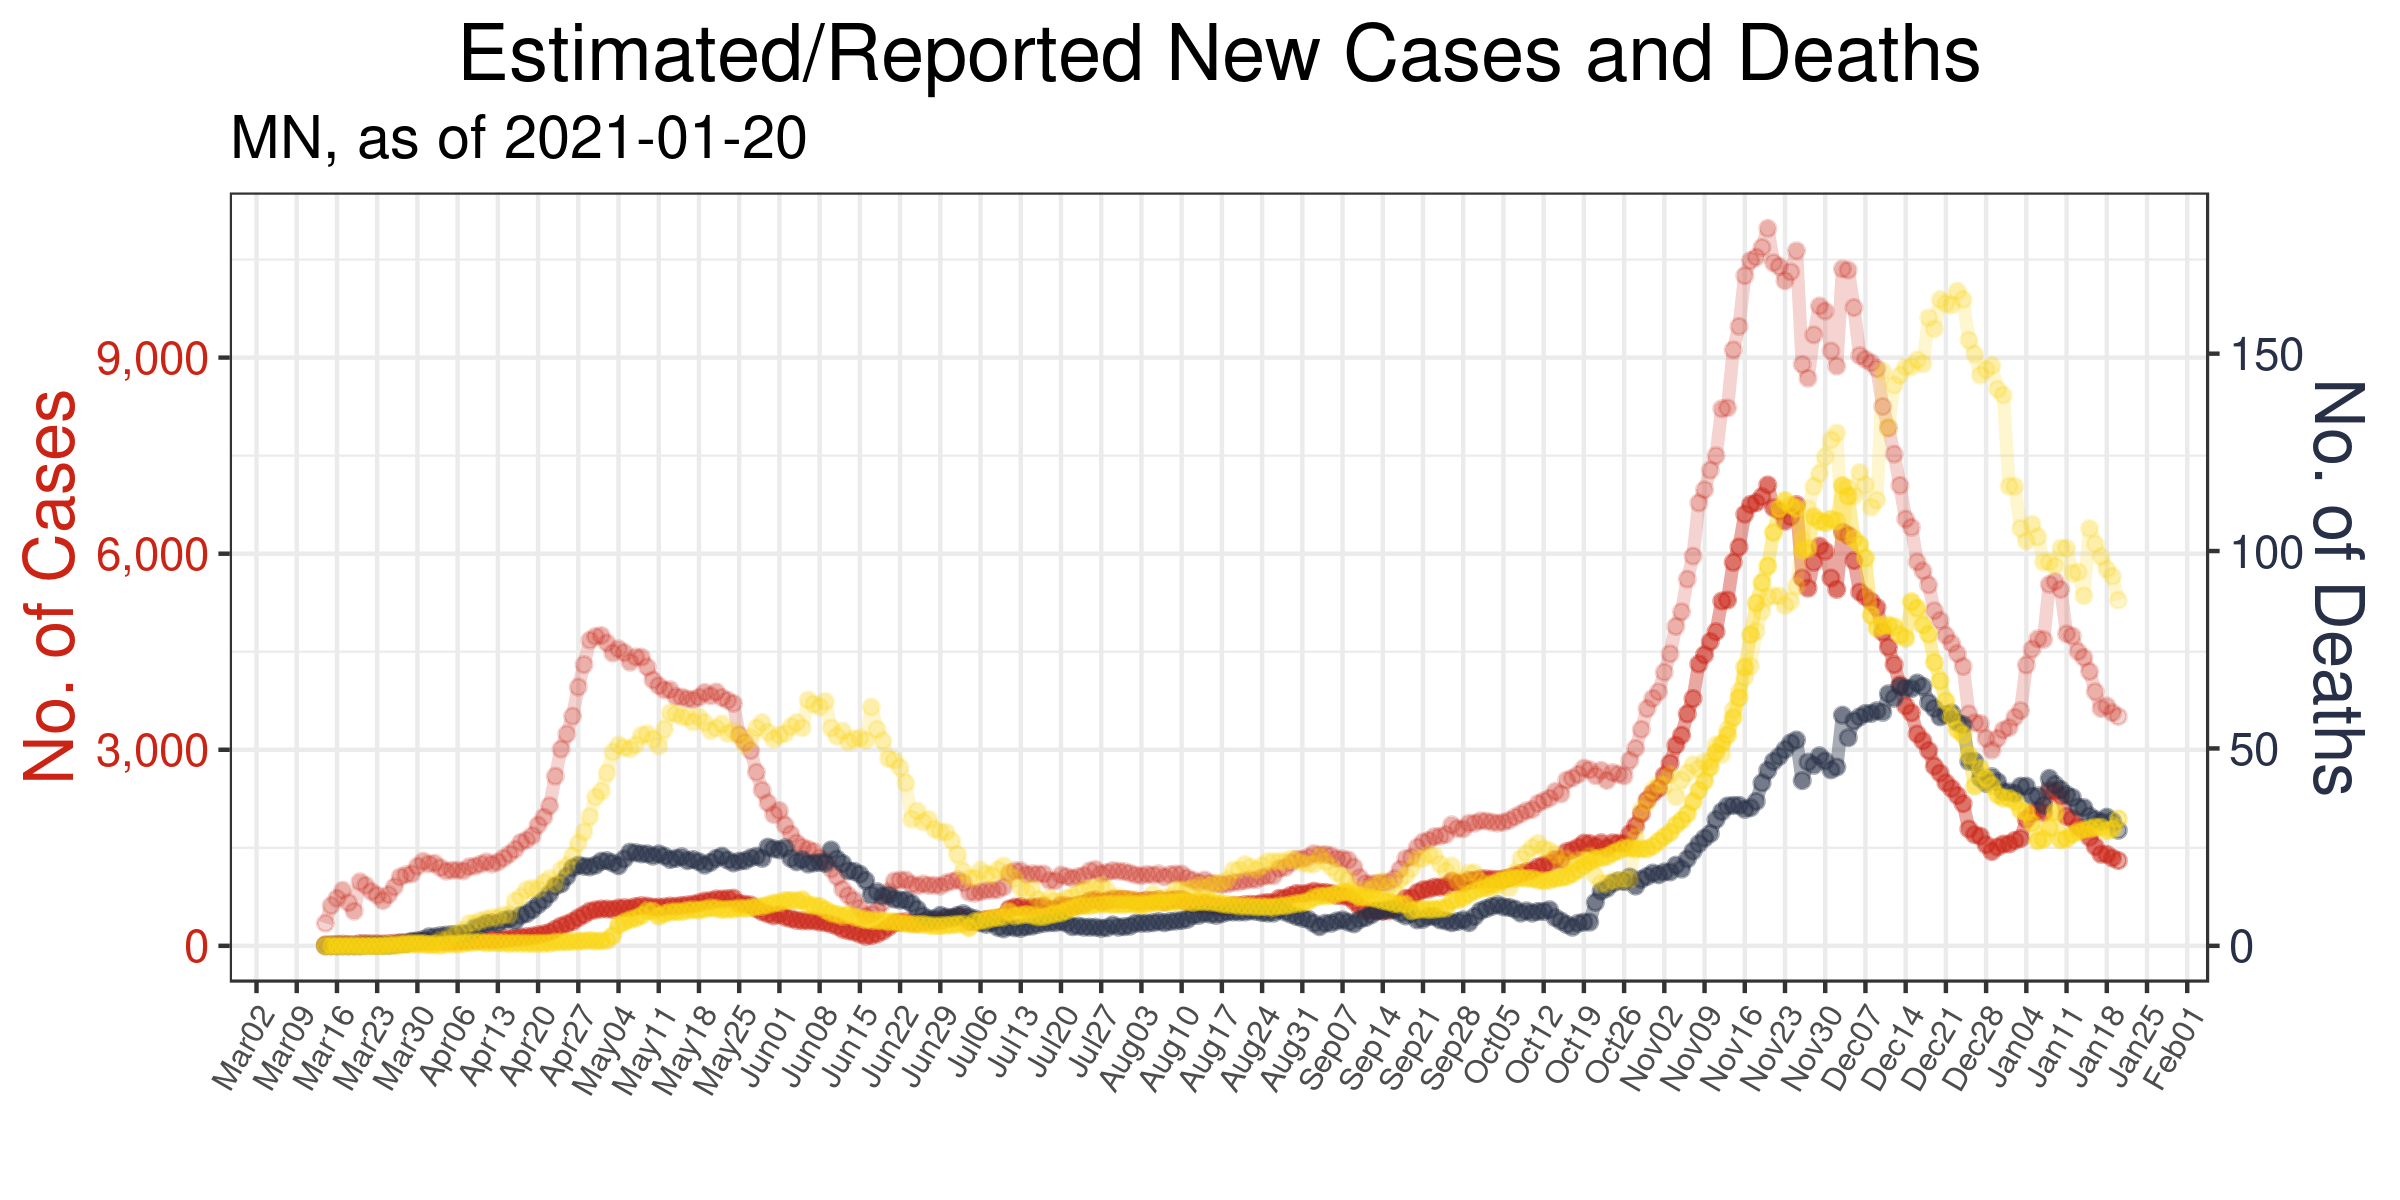 Estimated/Reported New Cases and Deaths
MN, as of 2021-01-20
No. of Cases
9,000
6,000
3,000
0
150
100
50
0
No. of Deaths
Mar02
Mar09
Mar16
Mar23
Mar30
Apr06
Apr13
Apr20
Apr27
May04
May11
May18
May25
Jun01
Jun08
Jun15
Jun22
Jun29
Jul06
Jul13
Jul20
Jul27
Aug03
Aug10
Aug17
Aug24
Aug31
Sep07
Sep14
Sep21
Sep28
Oct05
Oct12
Oct19
Oct26
Nov02
Nov09
Nov16
Nov23
Nov30
Dec07
Dec14
Dec21
Dec28
Jan04
Jan11
Jan18
Jan25
Feb01